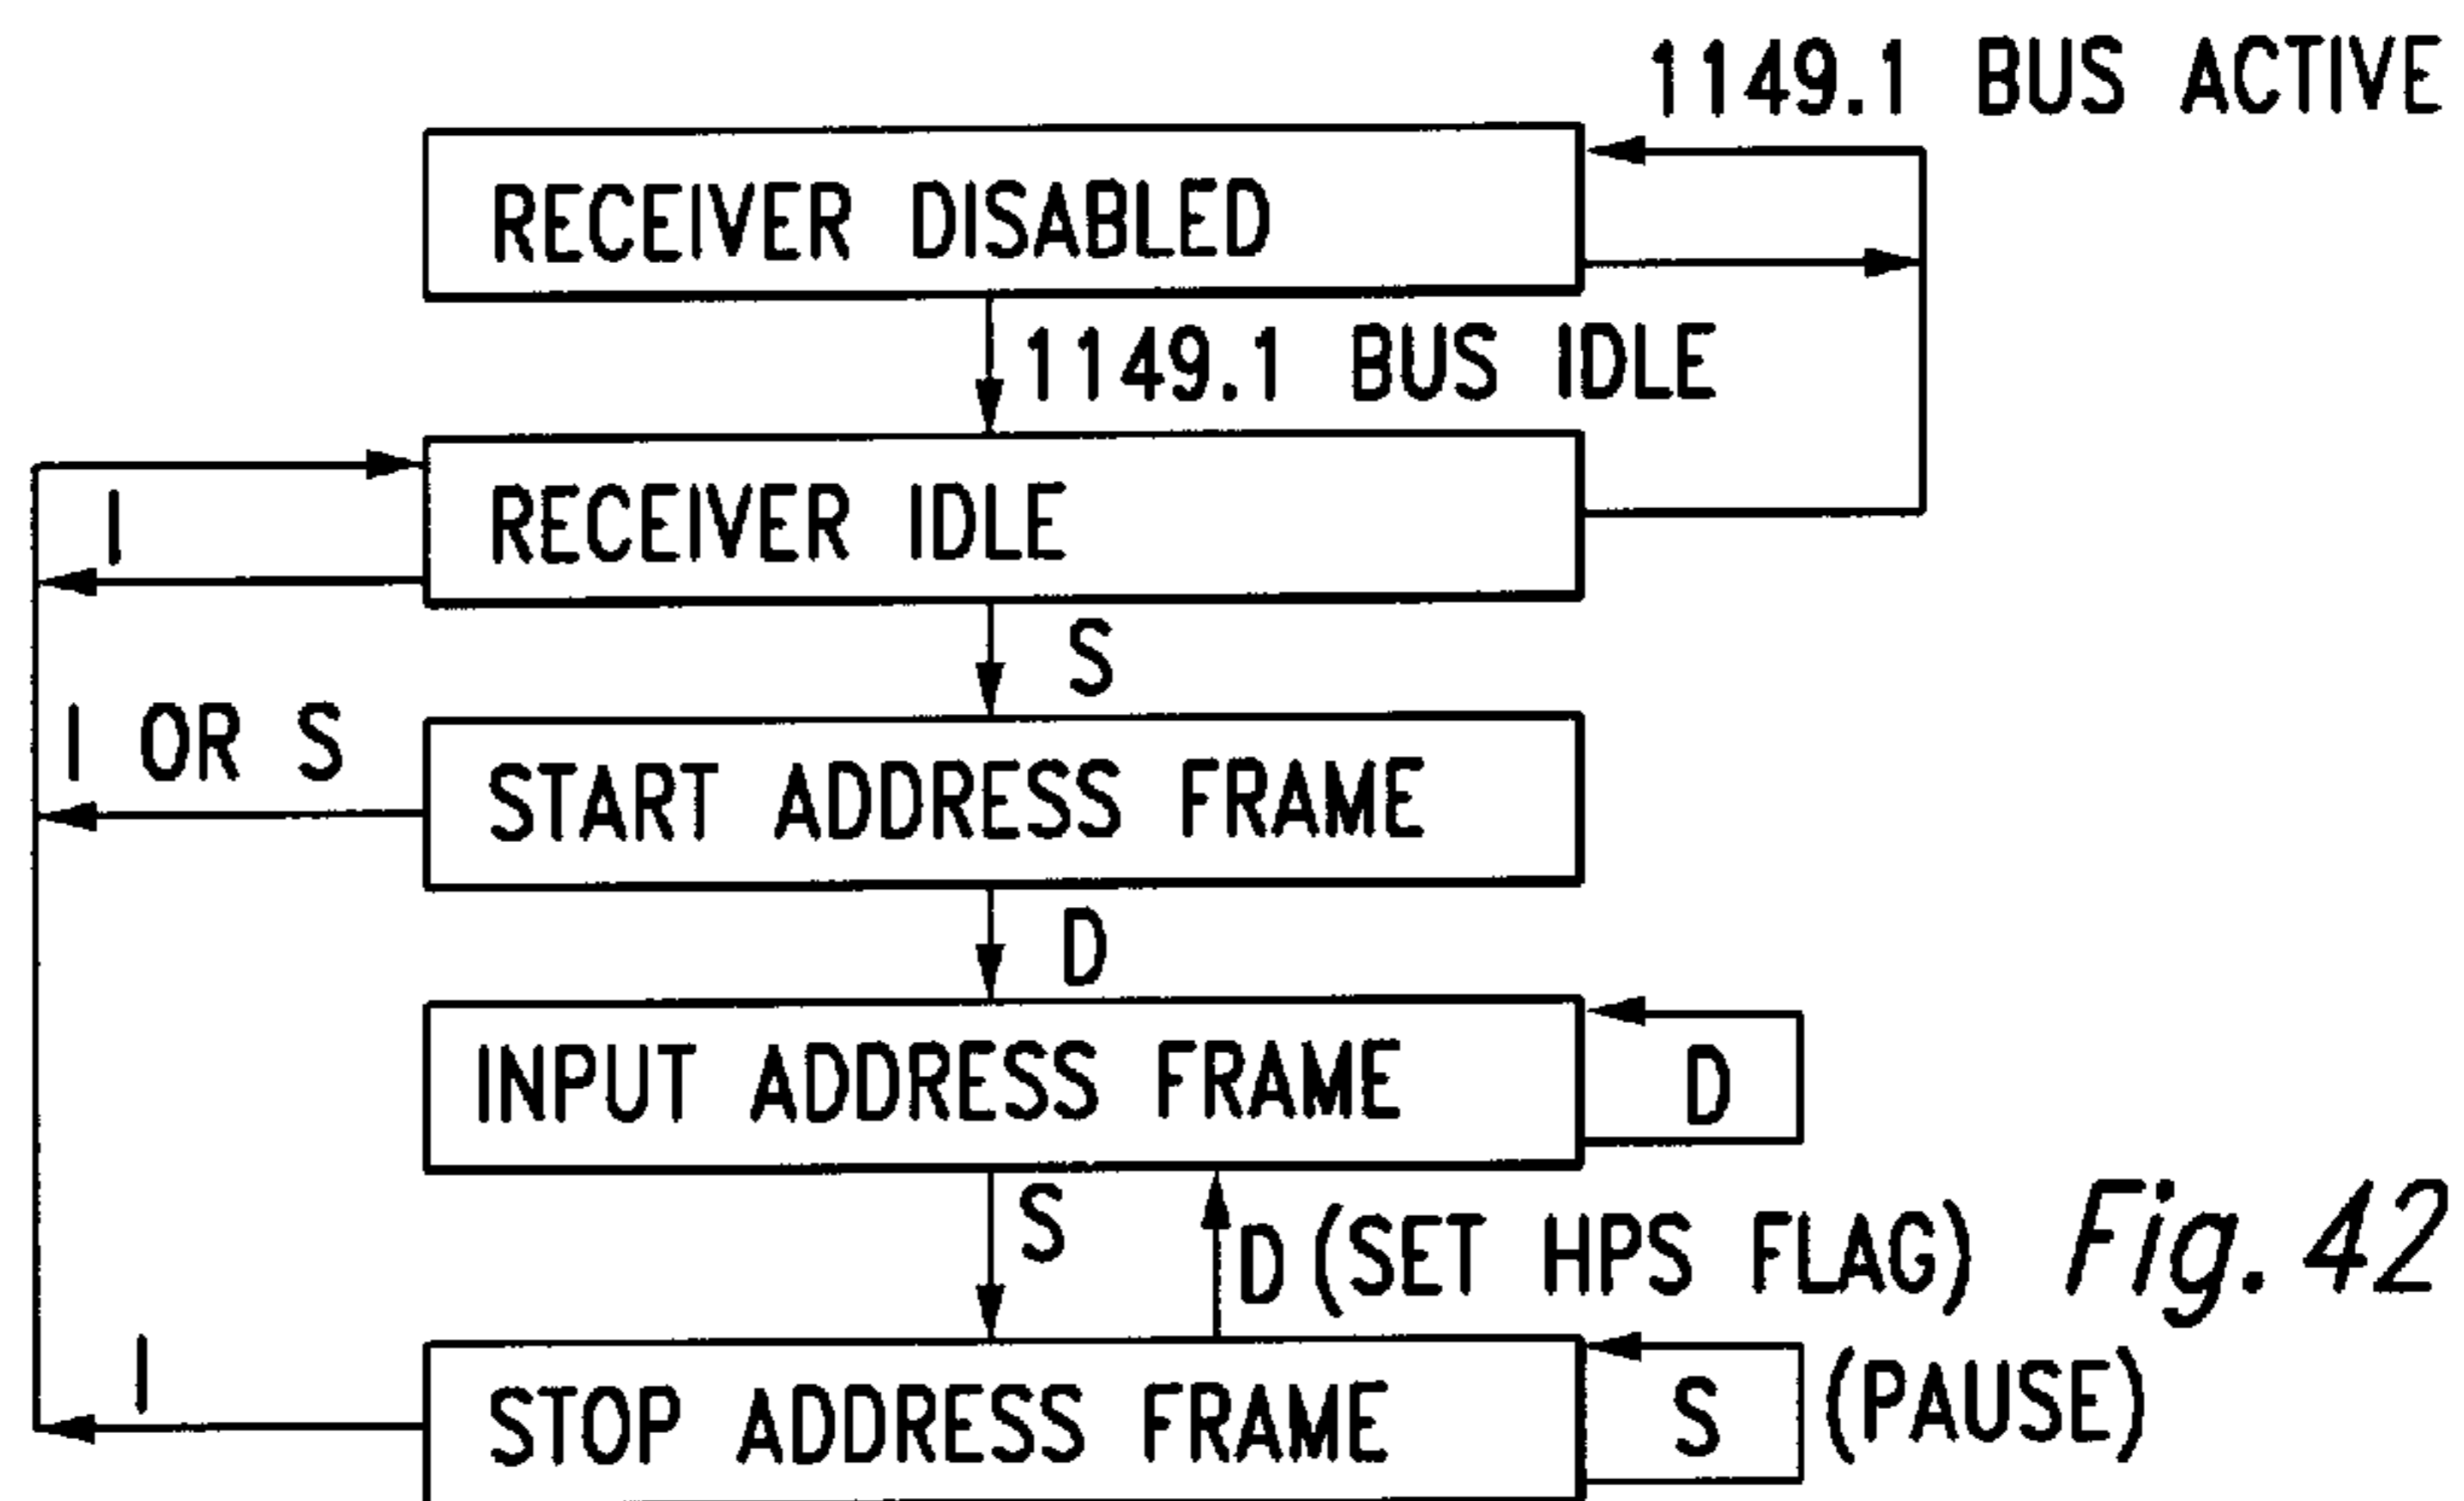 1149.1 BUS ACTIVE
RECEIVER DISABLED
1149.1 BUS IDLE
I
RECEIVER IDLE
S
I OR S
START ADDRESS FRAME
D
INPUT ADDRESS FRAME
D
S
D (SET HPS FLAG)
Fig. 42
I
STOP ADDRESS FRAME
S
(PAUSE)